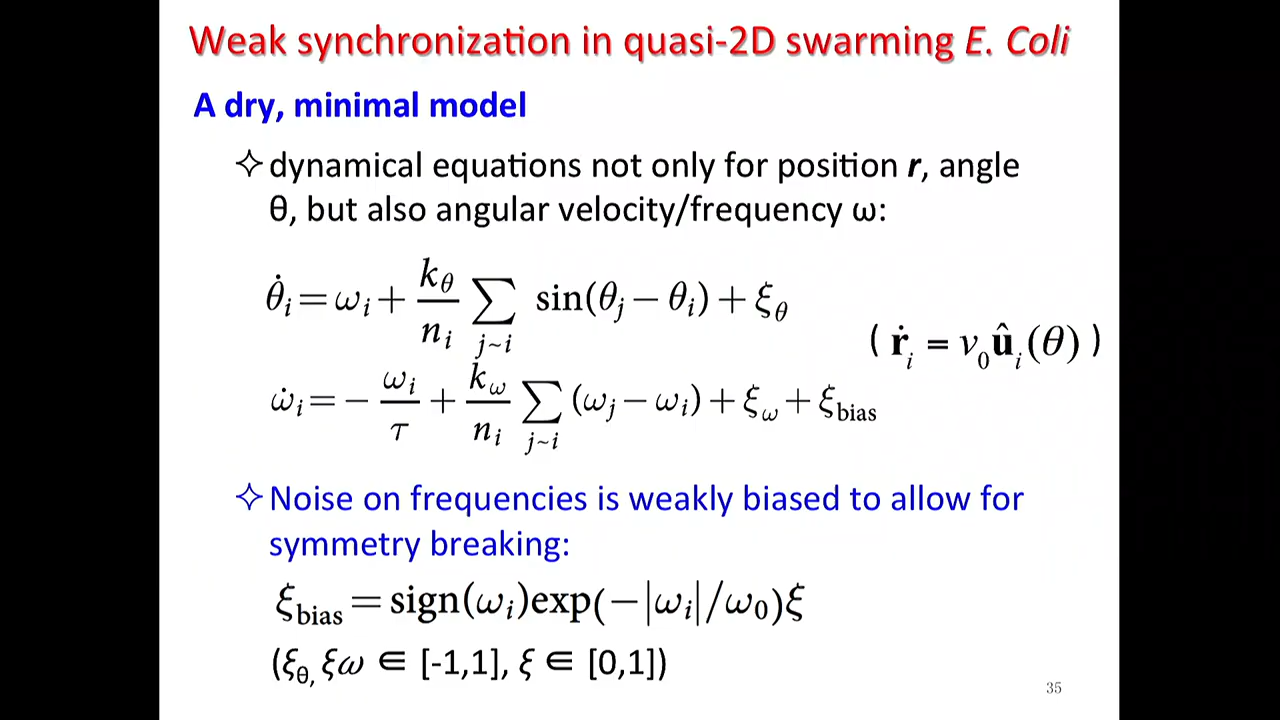 Weak synchronization in quasi-2D swarming E. Coli
A dry, minimal model
✧dynamical equations not only for position r, angle
θ, but also angular velocity/frequency ω:
θ̇ᵢ = ωᵢ + k_θ/nᵢ ∑_{j~i} sin(θⱼ − θᵢ) + ξ_θ
( ṙᵢ = v₀ûᵢ(θ) )
ω̇ᵢ = − ωᵢ/τ + k_ω/nᵢ ∑_{j~i} (ωⱼ − ωᵢ) + ξ_ω + ξ_bias
✧Noise on frequencies is weakly biased to allow for
symmetry breaking:
ξ_bias = sign(ωᵢ)exp(−|ωᵢ|/ω₀)ξ
(ξ_θ, ξω ∈ [-1,1], ξ ∈ [0,1])
35